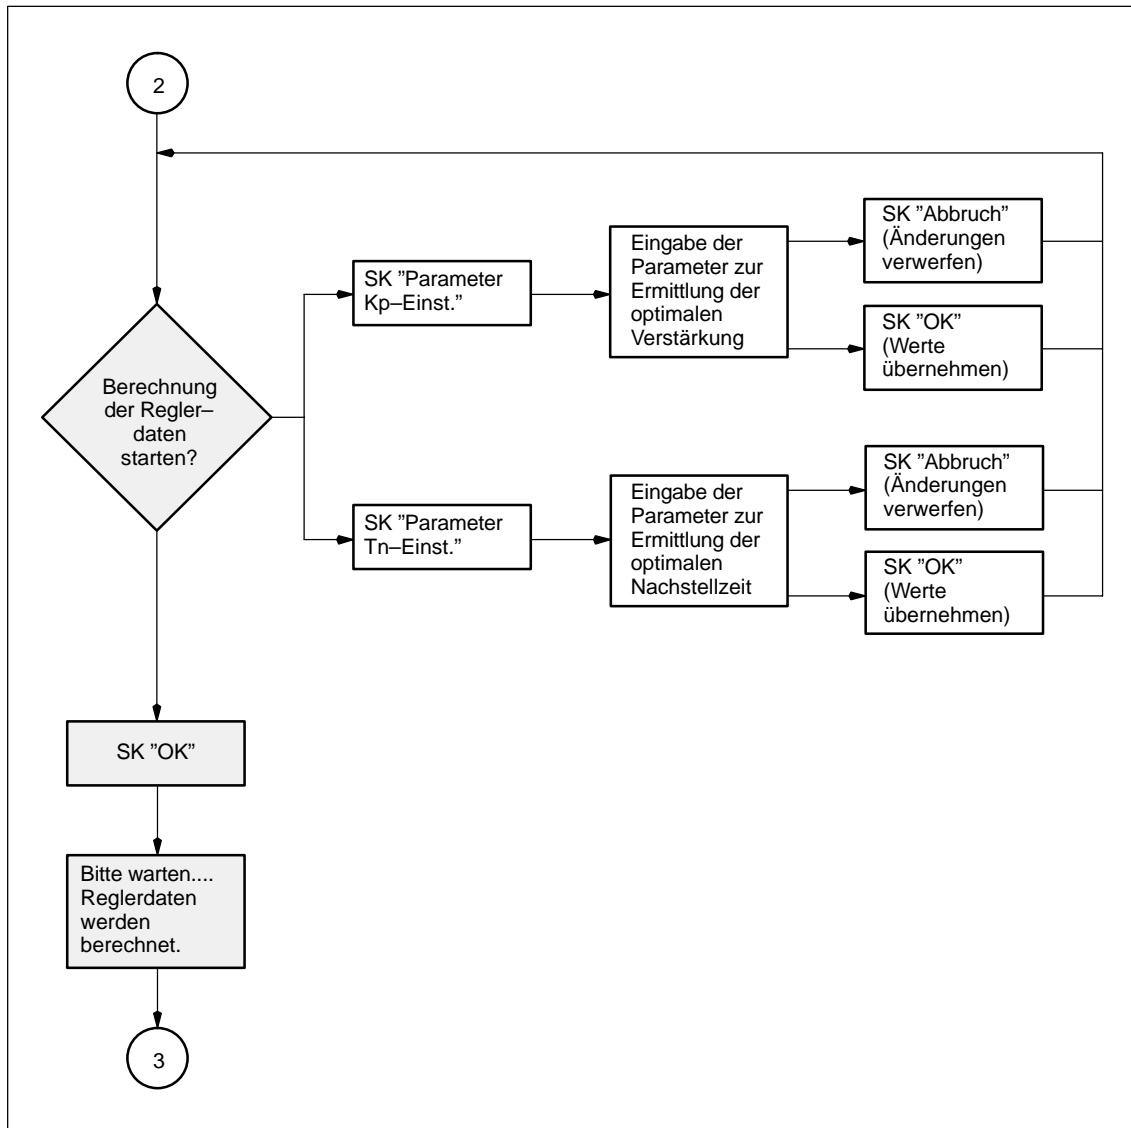 2
SK ”Abbruch”
(Änderungen
verwerfen)
Eingabe der
Parameter zur
Ermittlung der
optimalen
Verstärkung
SK ”Parameter
Kp–Einst.”
SK ”OK”
(Werte
übernehmen)
Berechnung
der Regler–
daten
starten?
SK ”Abbruch”
(Änderungen
verwerfen)
Eingabe der
Parameter zur
Ermittlung der
optimalen
Nachstellzeit
SK ”Parameter
Tn–Einst.”
SK ”OK”
(Werte
übernehmen)
SK ”OK”
Bitte warten....
Reglerdaten
werden
berechnet.
3